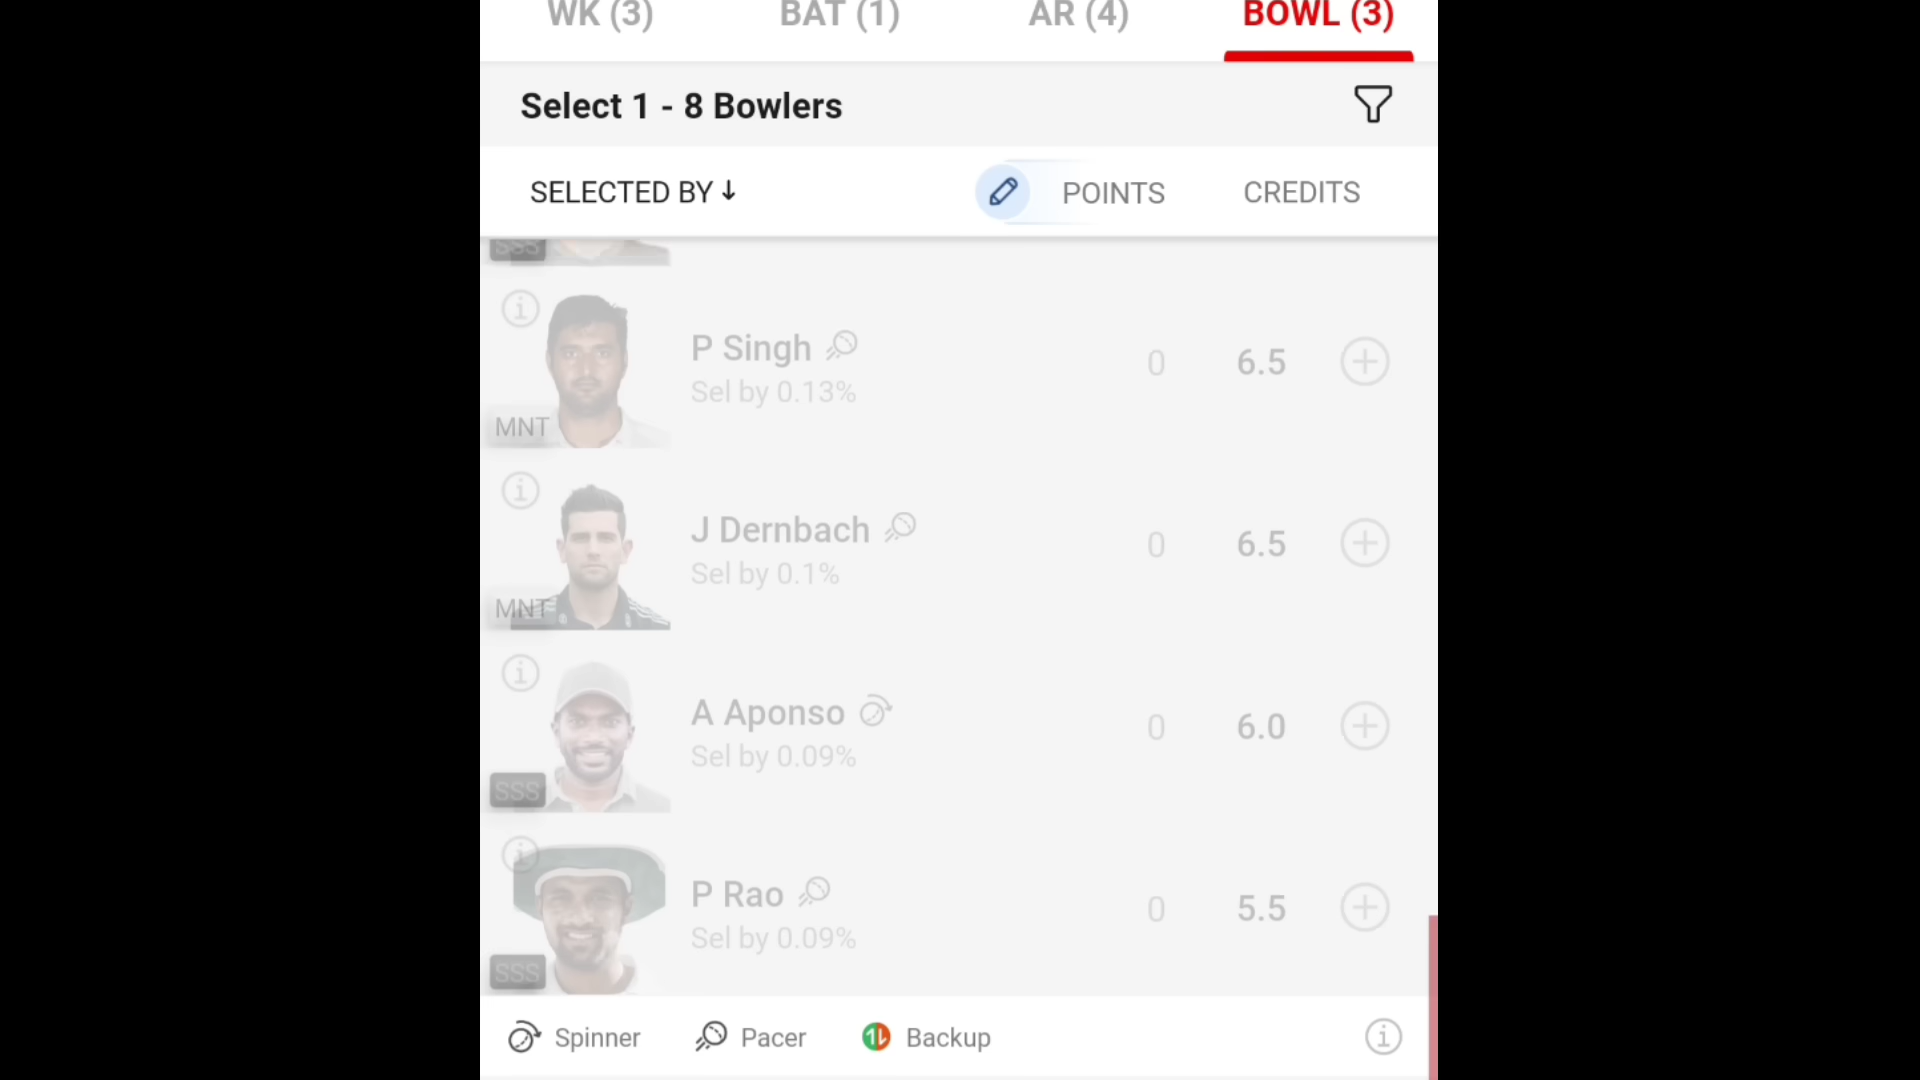 WK (3) BAT (1) AR (4) BOWL (3)
Select 1 - 8 Bowlers
SELECTED BY↓ POINTS CREDITS
SSS
P Singh 0 6.5
Sel by 0.13%
MNT
J Dernbach 0 6.5
Sel by 0.1%
MNT
A Aponso 0 6.0
Sel by 0.09%
SSS
P Rao 0 5.5
Sel by 0.09%
SSS
Spinner Pacer Backup